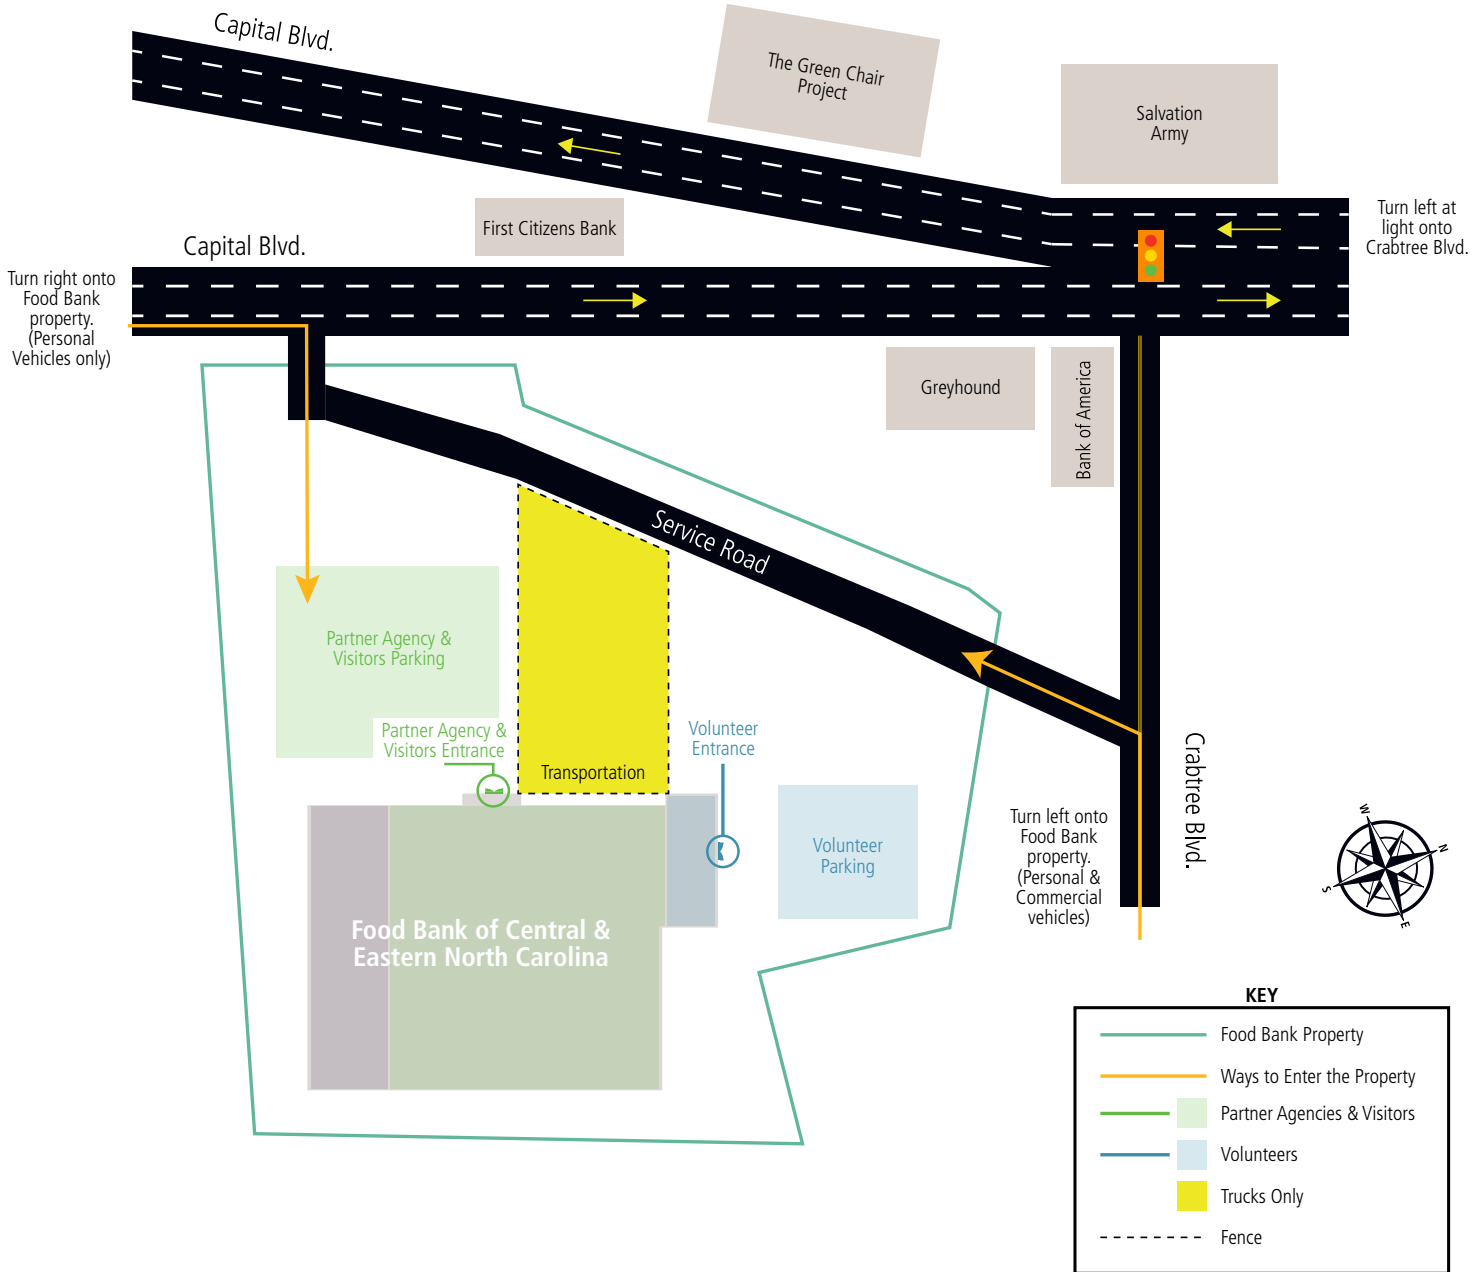 Capital Blvd.
The Green Chair
Project
Salvation
Army
First Citizens Bank
Turn left at
light onto
Crabtree Blvd.
Capital Blvd.
Turn right onto
Food Bank
property.
(Personal
Vehicles only)
Greyhound
Bank of America
Service Road
Partner Agency &
Visitors Parking
Partner Agency &
Visitors Entrance
Volunteer
Entrance
Transportation
Crabtree Blvd.
Turn left onto
Food Bank
property.
(Personal &
Commercial
vehicles)
Volunteer
Parking
W
N
S
E
Food Bank of Central &
Eastern North Carolina
KEY
Food Bank Property
Ways to Enter the Property
Partner Agencies & Visitors
Volunteers
Trucks Only
Fence